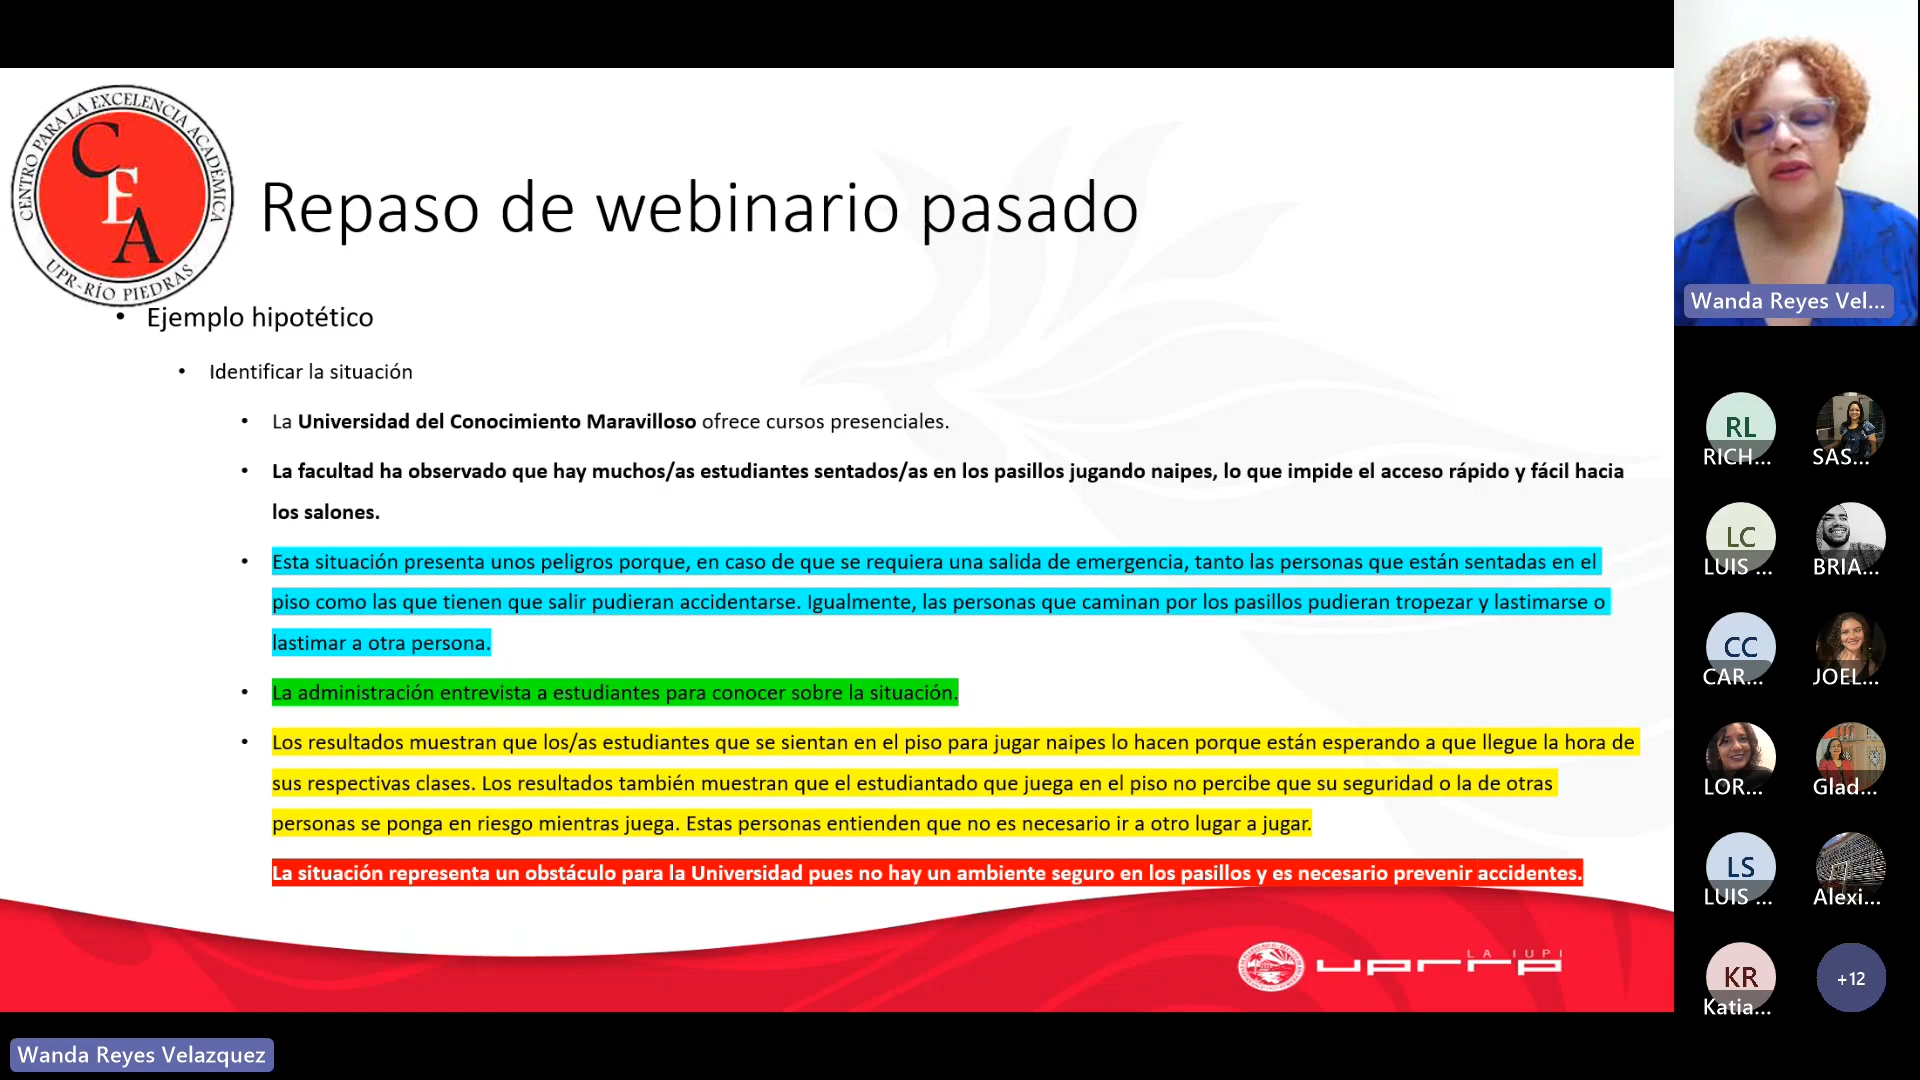 CENTRO PARA LA EXCELENCIA ACADÉMICA
CEA
UPR-RÍO PIEDRAS
Repaso de webinario pasado
• Ejemplo hipotético
• Identificar la situación
• La Universidad del Conocimiento Maravilloso ofrece cursos presenciales.
• La facultad ha observado que hay muchos/as estudiantes sentados/as en los pasillos jugando naipes, lo que impide el acceso rápido y fácil hacia
los salones.
• Esta situación presenta unos peligros porque, en caso de que se requiera una salida de emergencia, tanto las personas que están sentadas en el
piso como las que tienen que salir pudieran accidentarse. Igualmente, las personas que caminan por los pasillos pudieran tropezar y lastimarse o
lastimar a otra persona.
• La administración entrevista a estudiantes para conocer sobre la situación.
• Los resultados muestran que los/as estudiantes que se sientan en el piso para jugar naipes lo hacen porque están esperando a que llegue la hora de
sus respectivas clases. Los resultados también muestran que el estudiantado que juega en el piso no percibe que su seguridad o la de otras
personas se ponga en riesgo mientras juega. Estas personas entienden que no es necesario ir a otro lugar a jugar.
La situación representa un obstáculo para la Universidad pues no hay un ambiente seguro en los pasillos y es necesario prevenir accidentes.
LA IUPI
uprrp
Wanda Reyes Velazquez
Wanda Reyes Vel...
RL
RICH...
SAS...
LC
LUIS ...
BRIA...
CC
CAR...
JOEL...
LOR...
Glad...
LS
LUIS ...
Alexi...
KR
Katia...
+12